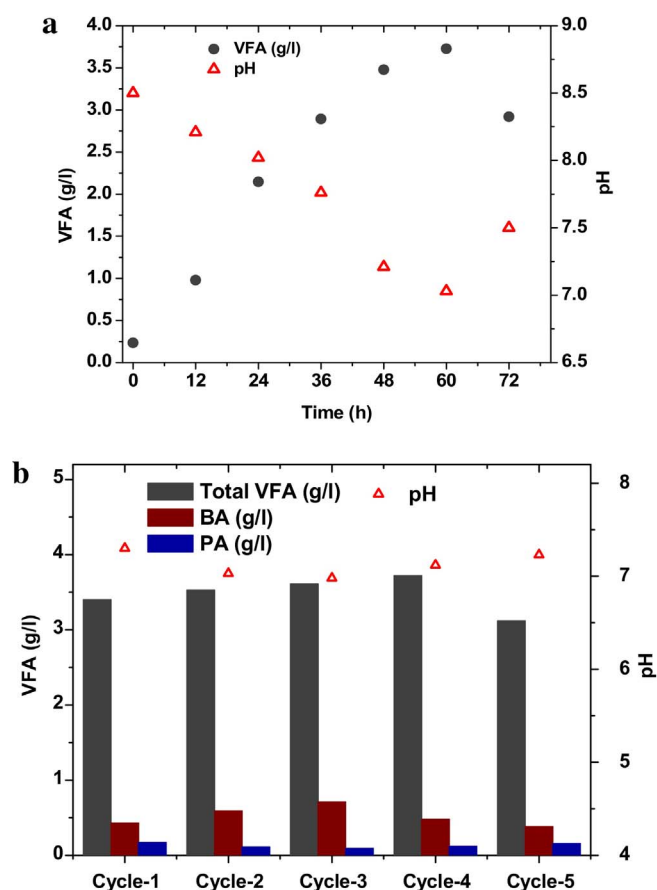 a
4.0
3.5
3.0
2.5
2.0
1.5
1.0
0.5
0.0
VFA (g/l)
VFA (g/l)
pH
9.0
8.5
8.0
7.5
7.0
6.5
pH
0 12 24 36 48 60 72
Time (h)
b
5
4
3
2
1
0
VFA (g/l)
Total VFA (g/l)
BA (g/l)
PA (g/l)
pH
8
7
6
5
4
pH
Cycle-1 Cycle-2 Cycle-3 Cycle-4 Cycle-5